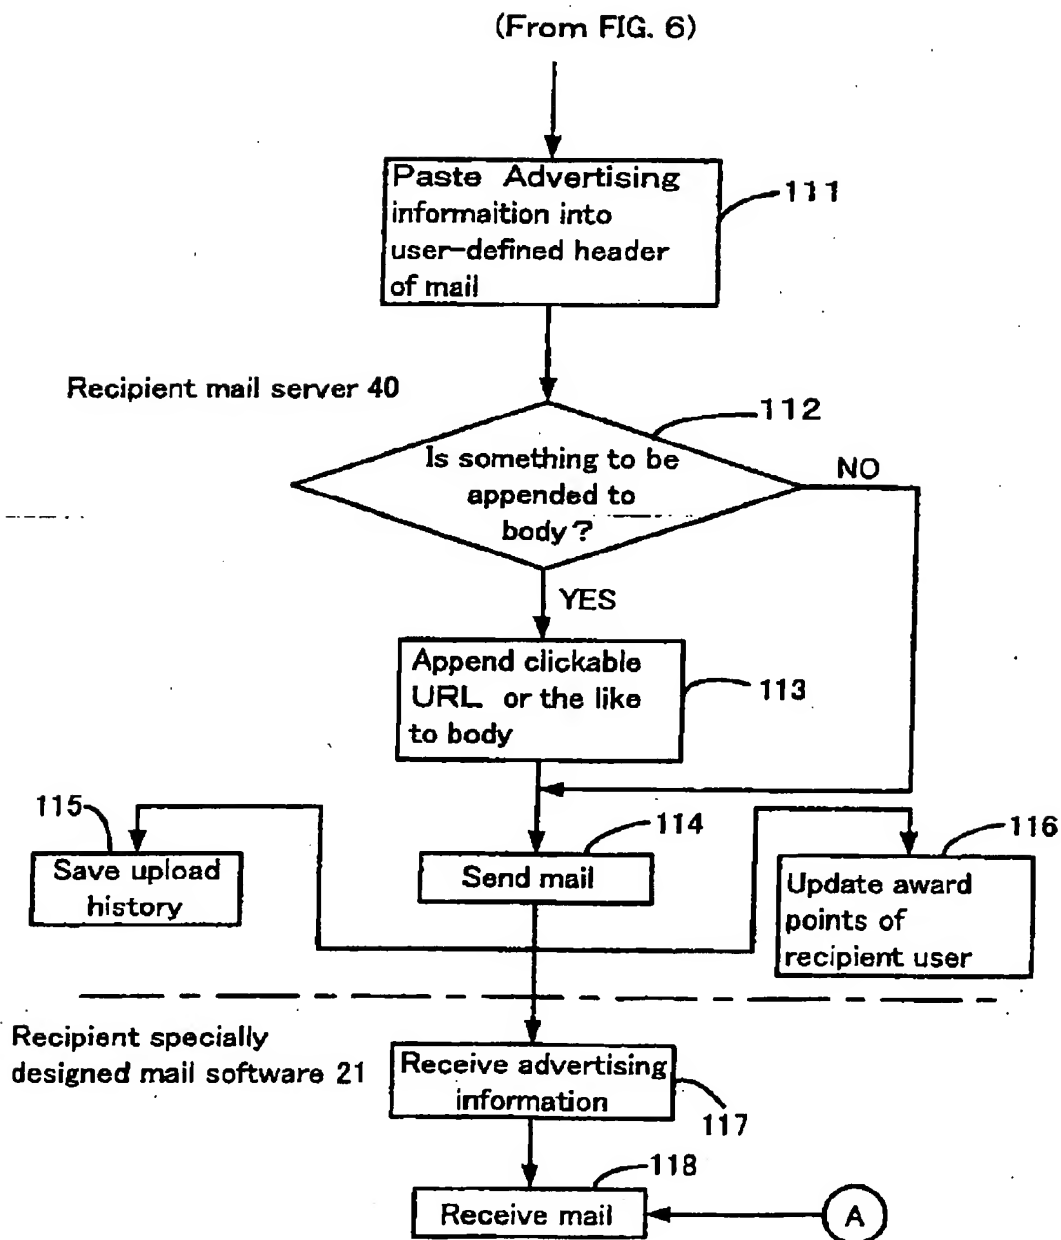 (From FIG. 6)
Paste Advertising
informaition into
user-defined header
of mail
111
Recipient mail server 40
112
Is something to be
appended to
body?
NO
YES
Append clickable
URL or the like
to body
113
115
114
116
Save upload
history
Send mail
Update award
points of
recipient user
Recipient specially
designed mail software 21
Receive advertising
information
117
118
Receive mail
A